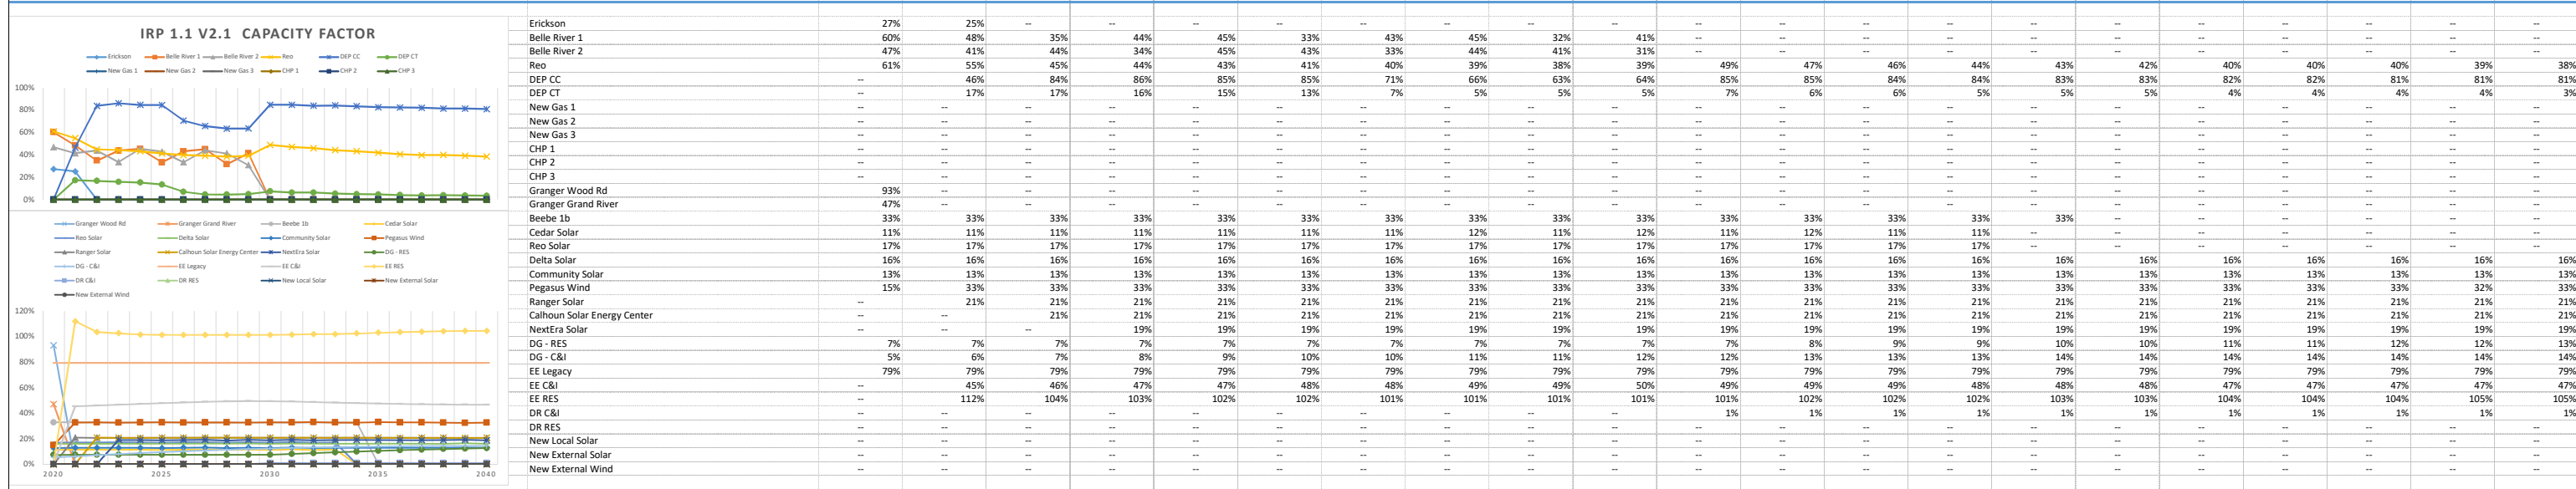 IRP 1.1 V2.1 CAPACITY FACTOR
Erickson Belle River 1 Belle River 2 Reo DEP CC DEP CT
New Gas 1 New Gas 2 New Gas 3 CHP 1 CHP 2 CHP 3
100%
80%
60%
40%
20%
0%
Granger Wood Rd Granger Grand River Beebe 1b Cedar Solar
Reo Solar Delta Solar Community Solar Pegasus Wind
Ranger Solar Calhoun Solar Energy Center NextEra Solar DG - RES
DG - C&I EE Legacy EE C&I EE RES
DR C&I DR RES New Local Solar New External Solar
New External Wind
120%
100%
80%
60%
40%
20%
0%
2020 2025 2030 2035 2040
Erickson 27% 25% -- -- -- -- -- -- -- -- -- -- -- -- -- -- -- -- -- -- --
Belle River 1 60% 48% 35% 44% 45% 33% 43% 45% 32% 41% -- -- -- -- -- -- -- -- -- -- --
Belle River 2 47% 41% 44% 34% 45% 43% 33% 44% 41% 31% -- -- -- -- -- -- -- -- -- -- --
Reo 61% 55% 45% 44% 43% 41% 40% 39% 38% 39% 49% 47% 46% 44% 43% 42% 40% 40% 40% 39% 38%
DEP CC -- 46% 84% 86% 85% 85% 71% 66% 63% 64% 85% 85% 84% 84% 83% 83% 82% 82% 81% 81% 81%
DEP CT -- 17% 17% 16% 15% 13% 7% 5% 5% 5% 7% 6% 6% 5% 5% 5% 4% 4% 4% 4% 3%
New Gas 1 -- -- -- -- -- -- -- -- -- -- -- -- -- -- -- -- -- -- -- -- --
New Gas 2 -- -- -- -- -- -- -- -- -- -- -- -- -- -- -- -- -- -- -- -- --
New Gas 3 -- -- -- -- -- -- -- -- -- -- -- -- -- -- -- -- -- -- -- -- --
CHP 1 -- -- -- -- -- -- -- -- -- -- -- -- -- -- -- -- -- -- -- -- --
CHP 2 -- -- -- -- -- -- -- -- -- -- -- -- -- -- -- -- -- -- -- -- --
CHP 3 -- -- -- -- -- -- -- -- -- -- -- -- -- -- -- -- -- -- -- -- --
Granger Wood Rd 93% -- -- -- -- -- -- -- -- -- -- -- -- -- -- -- -- -- -- -- --
Granger Grand River 47% -- -- -- -- -- -- -- -- -- -- -- -- -- -- -- -- -- -- -- --
Beebe 1b 33% 33% 33% 33% 33% 33% 33% 33% 33% 33% 33% 33% 33% 33% 33% -- -- -- -- -- --
Cedar Solar 11% 11% 11% 11% 11% 11% 11% 12% 11% 12% 11% 12% 11% 11% -- -- -- -- -- -- --
Reo Solar 17% 17% 17% 17% 17% 17% 17% 17% 17% 17% 17% 17% 17% 17% -- -- -- -- -- -- --
Delta Solar 16% 16% 16% 16% 16% 16% 16% 16% 16% 16% 16% 16% 16% 16% 16% 16% 16% 16% 16% 16% 16%
Community Solar 13% 13% 13% 13% 13% 13% 13% 13% 13% 13% 13% 13% 13% 13% 13% 13% 13% 13% 13% 13% 13%
Pegasus Wind 15% 33% 33% 33% 33% 33% 33% 33% 33% 33% 33% 33% 33% 33% 33% 33% 33% 33% 33% 32% 33%
Ranger Solar -- 21% 21% 21% 21% 21% 21% 21% 21% 21% 21% 21% 21% 21% 21% 21% 21% 21% 21% 21% 21%
Calhoun Solar Energy Center -- -- 21% 21% 21% 21% 21% 21% 21% 21% 21% 21% 21% 21% 21% 21% 21% 21% 21% 21% 21%
NextEra Solar -- -- -- 19% 19% 19% 19% 19% 19% 19% 19% 19% 19% 19% 19% 19% 19% 19% 19% 19% 19%
DG - RES 7% 7% 7% 7% 7% 7% 7% 7% 7% 7% 7% 8% 9% 9% 10% 10% 11% 11% 12% 12% 13%
DG - C&I 5% 6% 7% 8% 9% 10% 10% 11% 11% 12% 12% 13% 13% 13% 14% 14% 14% 14% 14% 14% 14%
EE Legacy 79% 79% 79% 79% 79% 79% 79% 79% 79% 79% 79% 79% 79% 79% 79% 79% 79% 79% 79% 79% 79%
EE C&I -- 45% 46% 47% 47% 48% 48% 49% 49% 50% 49% 49% 49% 48% 48% 48% 47% 47% 47% 47% 47%
EE RES -- 112% 104% 103% 102% 102% 101% 101% 101% 101% 101% 102% 102% 102% 103% 103% 104% 104% 104% 105% 105%
DR C&I -- -- -- -- -- -- -- -- -- -- 1% 1% 1% 1% 1% 1% 1% 1% 1% 1% 1%
DR RES -- -- -- -- -- -- -- -- -- -- -- -- -- -- -- -- -- -- -- -- --
New Local Solar -- -- -- -- -- -- -- -- -- -- -- -- -- -- -- -- -- -- -- -- --
New External Solar -- -- -- -- -- -- -- -- -- -- -- -- -- -- -- -- -- -- -- -- --
New External Wind -- -- -- -- -- -- -- -- -- -- -- -- -- -- -- -- -- -- -- -- --